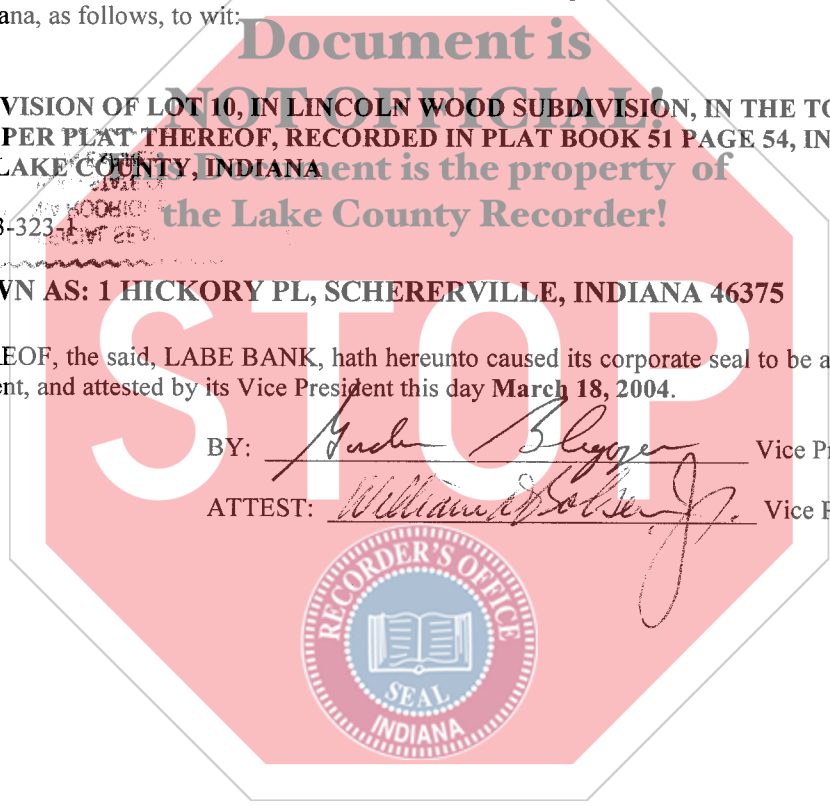 ana, as follows, to wit:
Document is
NOT OFFICIAL!
VISION OF LOT 10, IN LINCOLN WOOD SUBDIVISION, IN THE TO
PER PLAT THEREOF, RECORDED IN PLAT BOOK 51 PAGE 54, IN
LAKE COUNTY, INDIANA
This Document is the property of
the Lake County Recorder!
-323-1
WN AS: 1 HICKORY PL, SCHERERVILLE, INDIANA 46375
STOP
EOF, the said, LABE BANK, hath hereunto caused its corporate seal to be a
ent, and attested by its Vice President this day March 18, 2004.
BY: Vice Pr
ATTEST: William Jr. Vice P
RECORDER'S OFFICE
SEAL
INDIANA